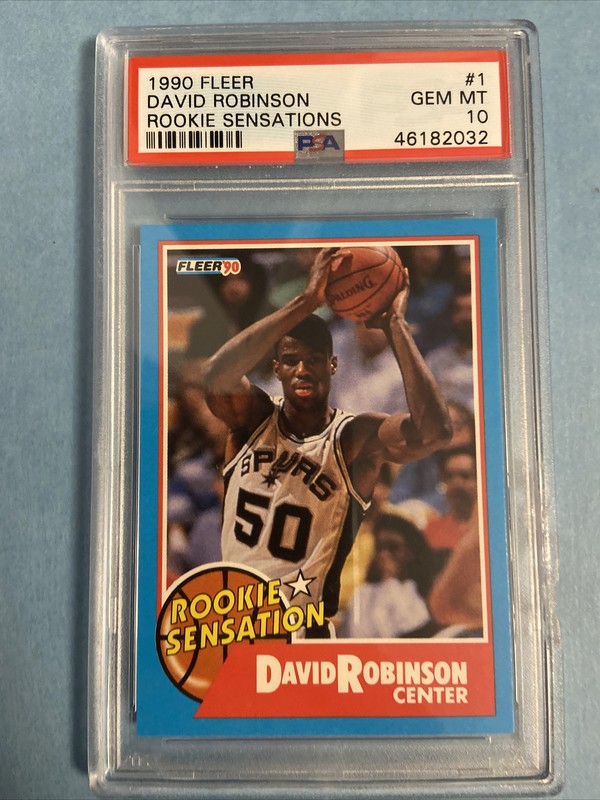 1990 FLEER #1
DAVID ROBINSON GEM MT
ROOKIE SENSATIONS 10
PSA 46182032
FLEER'90
SPALDING
SPURS
50
ROOKIE
SENSATION
DAVID ROBINSON
CENTER